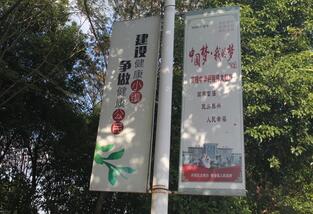 建设健康小镇
争做健康公民
中国梦·我的梦
国家富强
民族振兴
人民幸福